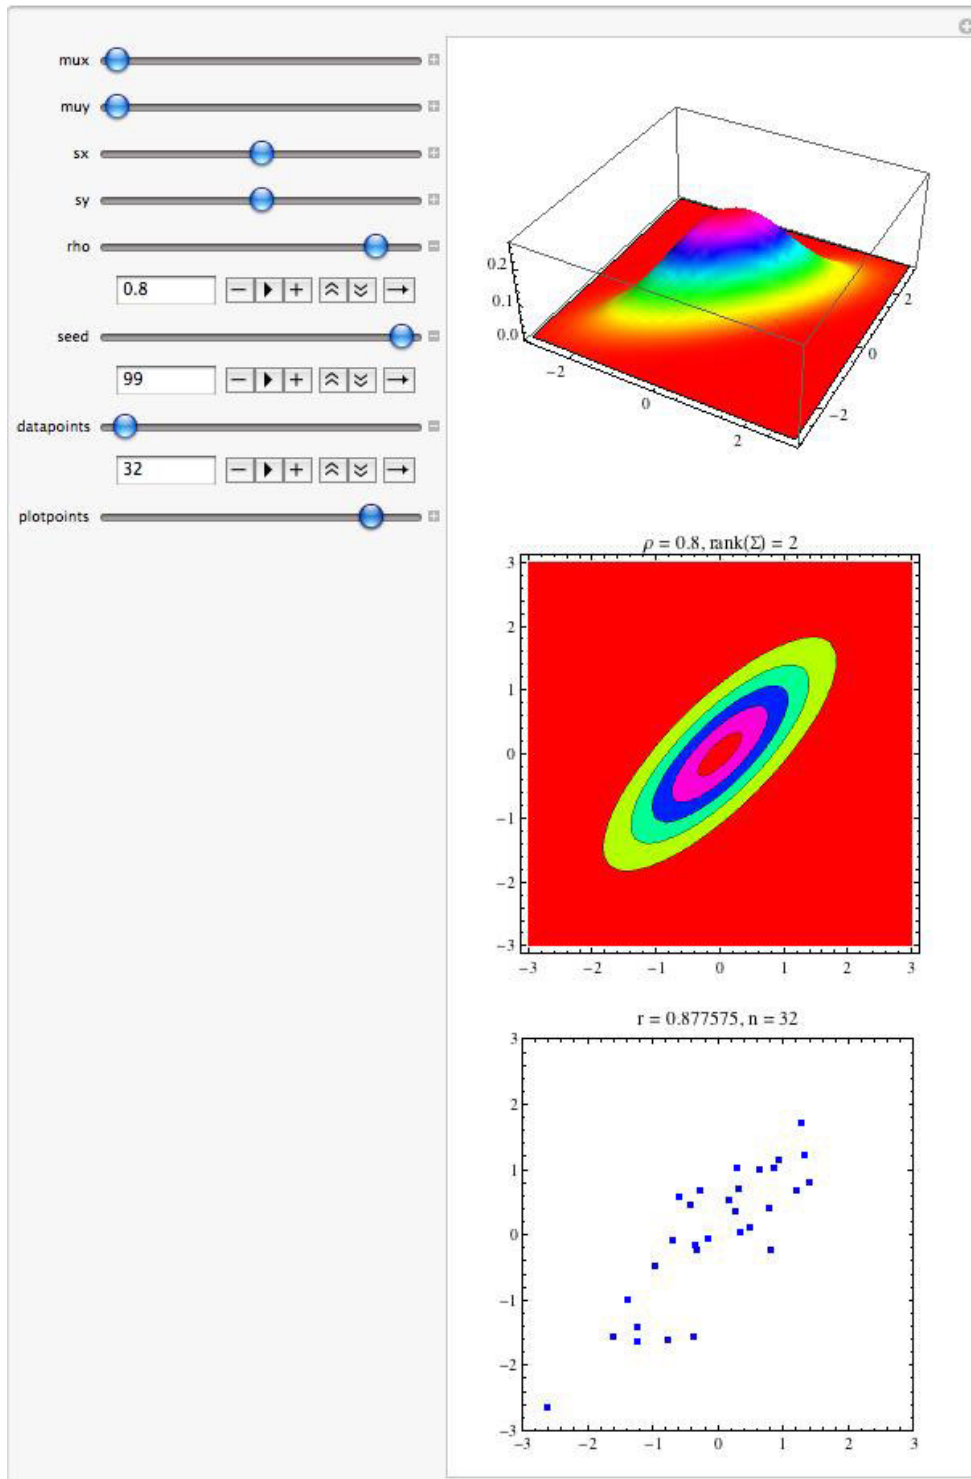 mux
muy
sx
sy
rho
0.8
seed
99
datapoints
32
plotpoints
0.2
0.1
0.0
−2
0
2
−2
0
2
ρ = 0.8, rank(Σ) = 2
3
2
1
0
−1
−2
−3
−3 −2 −1 0 1 2 3
r = 0.877575, n = 32
3
2
1
0
−1
−2
−3
−3 −2 −1 0 1 2 3